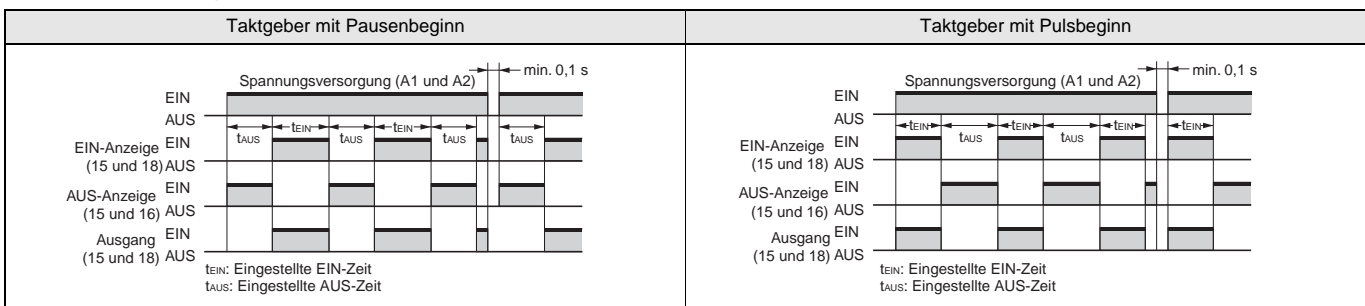 Taktgeber mit Pausenbeginn
Taktgeber mit Pulsbeginn
min. 0,1 s
Spannungsversorgung (A1 und A2)
EIN
AUS
tAUS tEIN tAUS tEIN tAUS tAUS
EIN-Anzeige EIN
(15 und 18) AUS
AUS-Anzeige EIN
(15 und 16) AUS
Ausgang EIN
(15 und 18) AUS
tEIN: Eingestellte EIN-Zeit
tAUS: Eingestellte AUS-Zeit
min. 0,1 s
Spannungsversorgung (A1 und A2)
EIN
AUS
tEIN tAUS tEIN tAUS tEIN tEIN
EIN-Anzeige EIN
(15 und 18) AUS
AUS-Anzeige EIN
(15 und 16) AUS
Ausgang EIN
(15 und 18) AUS
tEIN: Eingestellte EIN-Zeit
tAUS: Eingestellte AUS-Zeit